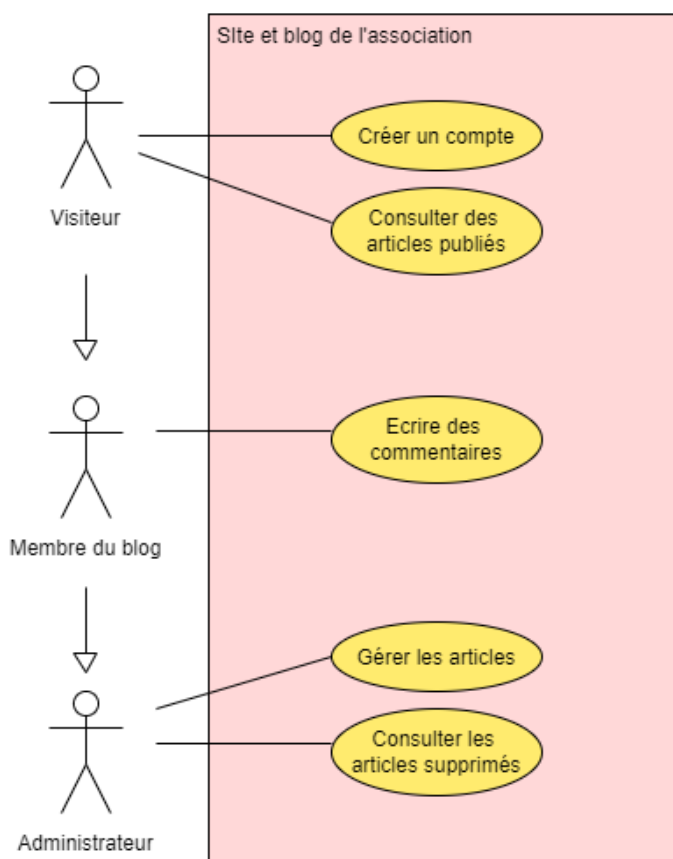 SIte et blog de l'association
Créer un compte
Visiteur
Consulter des
articles publiés
Ecrire des
commentaires
Membre du blog
Gérer les articles
Consulter les
articles supprimés
Administrateur